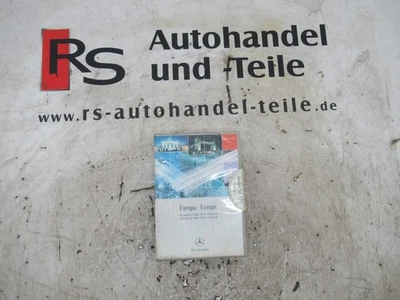 RS
Autohandel
und -Teile
www.rs-autohandel-teile.de
Europa · Europe